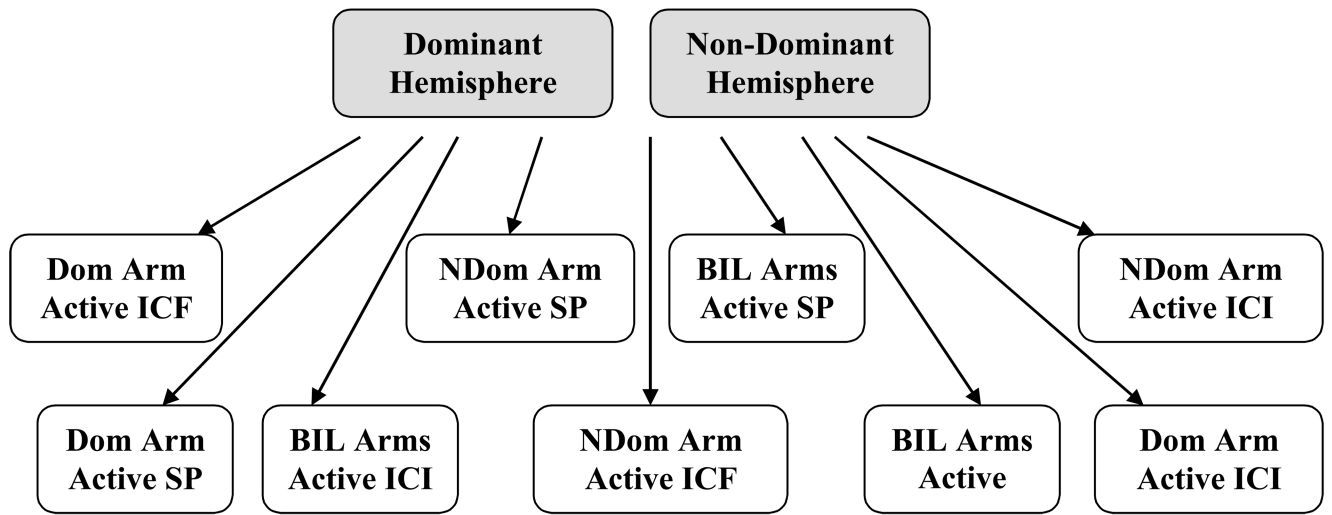 Dominant
Hemisphere
Non-Dominant
Hemisphere
Dom Arm
Active ICF
NDom Arm
Active SP
BIL Arms
Active SP
NDom Arm
Active ICI
Dom Arm
Active SP
BIL Arms
Active ICI
NDom Arm
Active ICF
BIL Arms
Active
Dom Arm
Active ICI